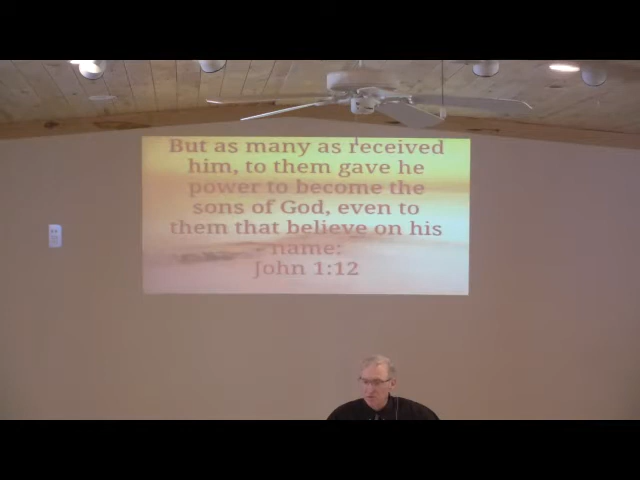 But as many as received
him, to them gave he
power to become the
sons of God, even to
them that believe on his
name:
John 1:12